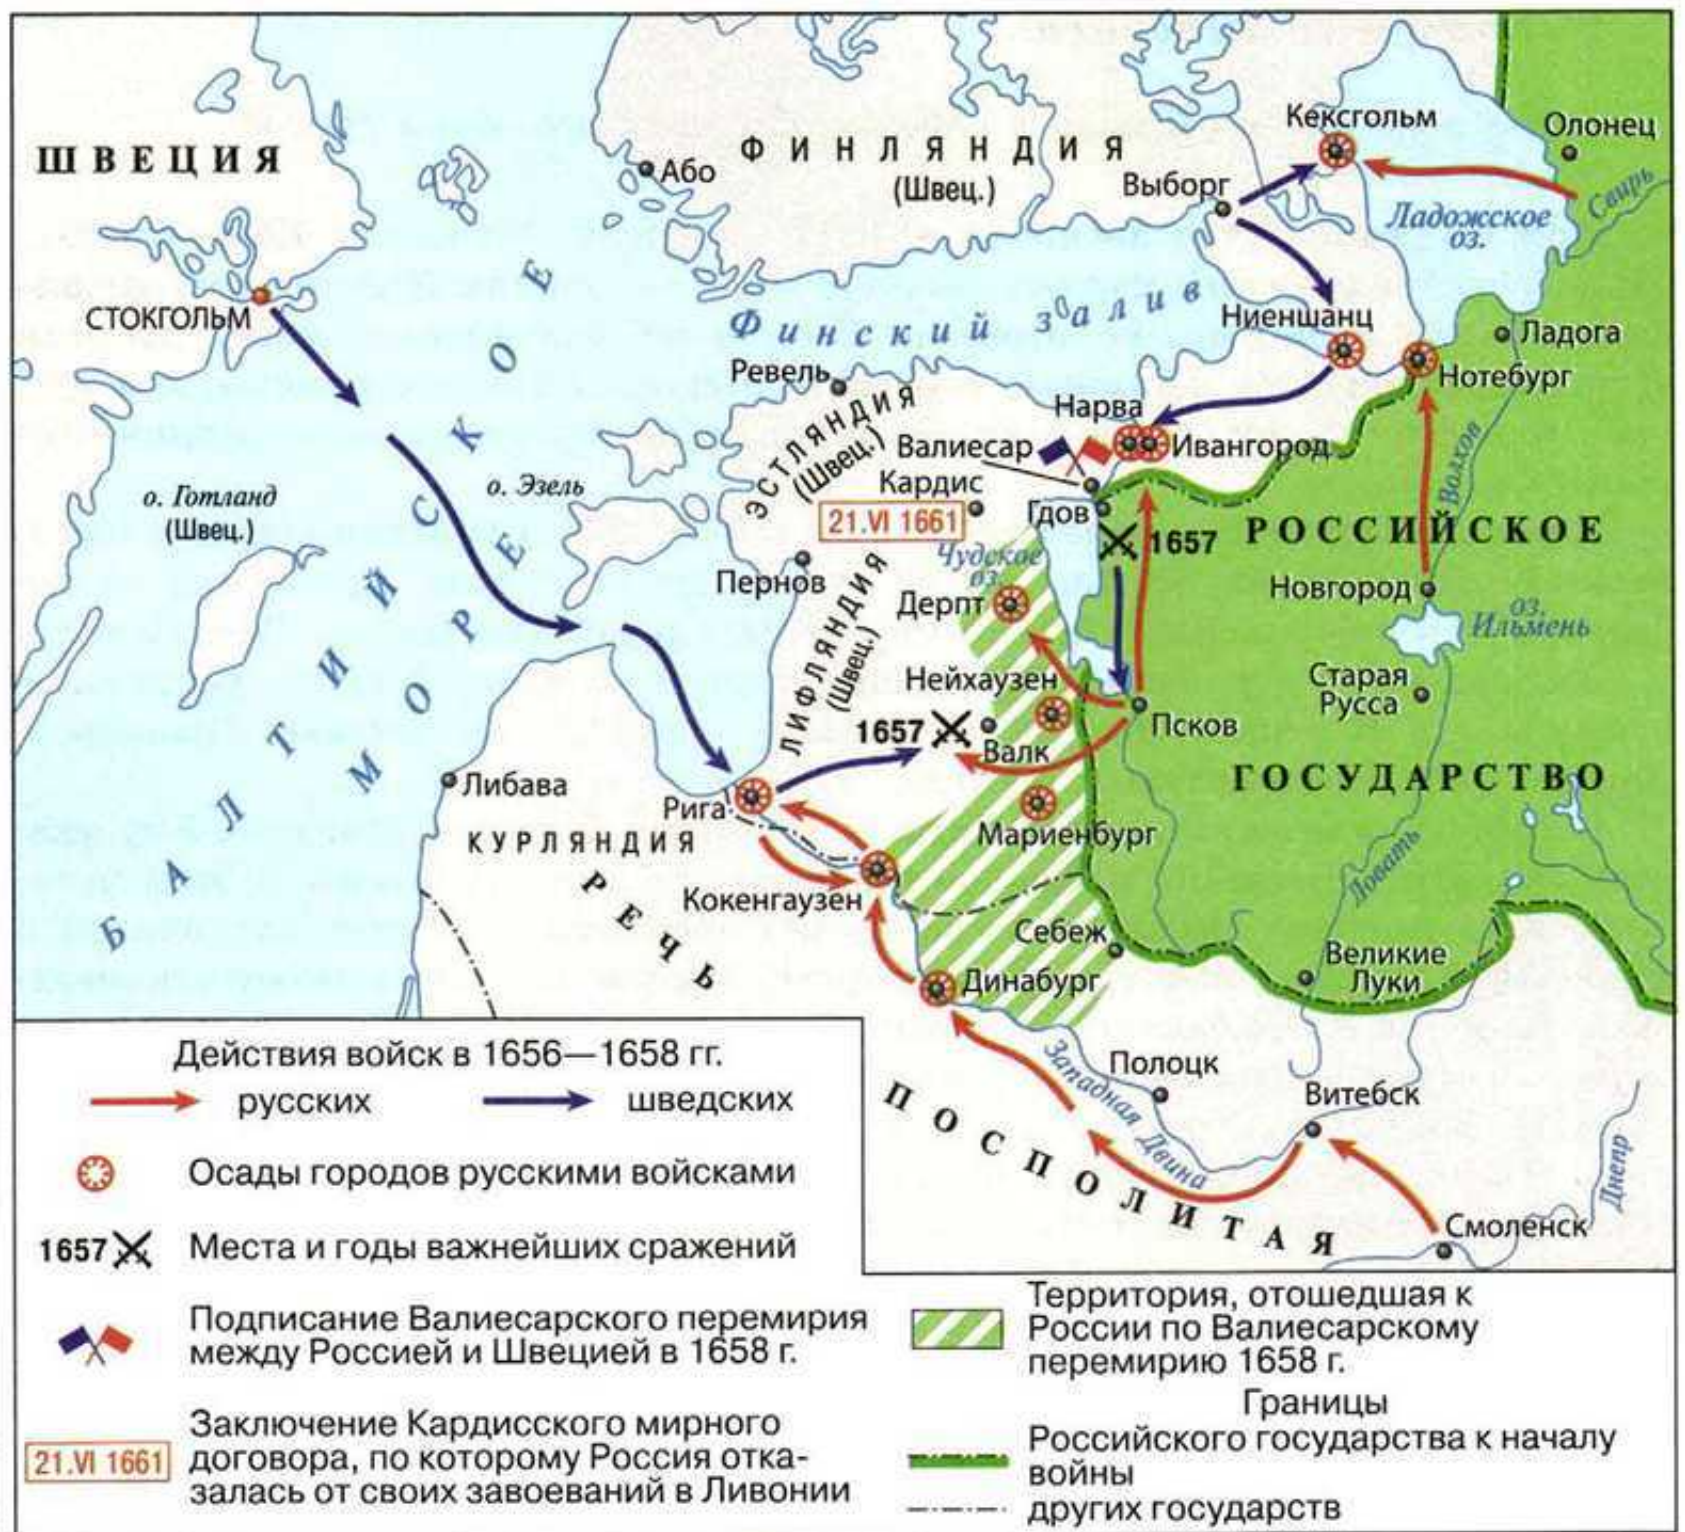 ШВЕЦИЯ
СТОКГОЛЬМ
Або
ФИНЛЯНДИЯ
(Швец.)
Выборг
Кексгольм
Олонец
Свирь
Ладожское
оз.
Финский залив
Ниеншанц
Ладога
Нотебург
Ревель
ЭСТЛЯНДИЯ
(Швец.)
Нарва
Ивангород
Валиесар
Кардис
21.VI 1661
Гдов
1657
Волхов
РОССИЙСКОЕ
ГОСУДАРСТВО
о. Готланд
(Швец.)
о. Эзель
БАЛТИЙСКОЕ
МОРЕ
Пернов
Чудское
оз.
Дерпт
ЛИФЛЯНДИЯ
(Швец.)
Новгород
оз.
Ильмень
Нейхаузен
Старая
Русса
1657
Валк
Псков
Либава
Рига
КУРЛЯНДИЯ
Мариенбург
Кокенгаузен
Ловать
РЕЧЬ
Себеж
Великие
Луки
Динабург
Западная Двина
Полоцк
Витебск
ПОСПОЛИТАЯ
Днепр
Смоленск
Действия войск в 1656—1658 гг.
русских
шведских
Осады городов русскими войсками
1657
Места и годы важнейших сражений
Подписание Валиесарского перемирия
между Россией и Швецией в 1658 г.
21.VI 1661
Заключение Кардисского мирного
договора, по которому Россия отка-
залась от своих завоеваний в Ливонии
Территория, отошедшая к
России по Валиесарскому
перемирию 1658 г.
Границы
Российского государства к началу
войны
других государств